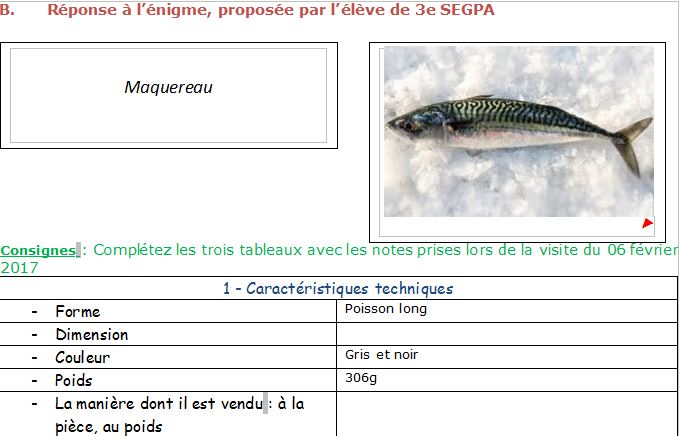 B. Réponse à l’énigme, proposée par l’élève de 3e SEGPA
Maquereau
Consignes : Complétez les trois tableaux avec les notes prises lors de la visite du 06 février
2017
1 - Caractéristiques techniques
- Forme
Poisson long
- Dimension
- Couleur
Gris et noir
- Poids
306g
- La manière dont il est vendu : à la
pièce, au poids